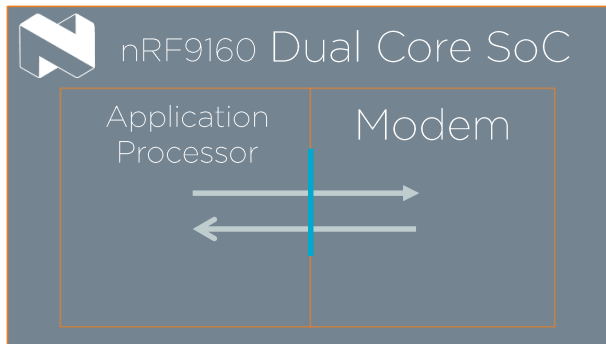 nRF9160 Dual Core SoC
Application
Processor
Modem